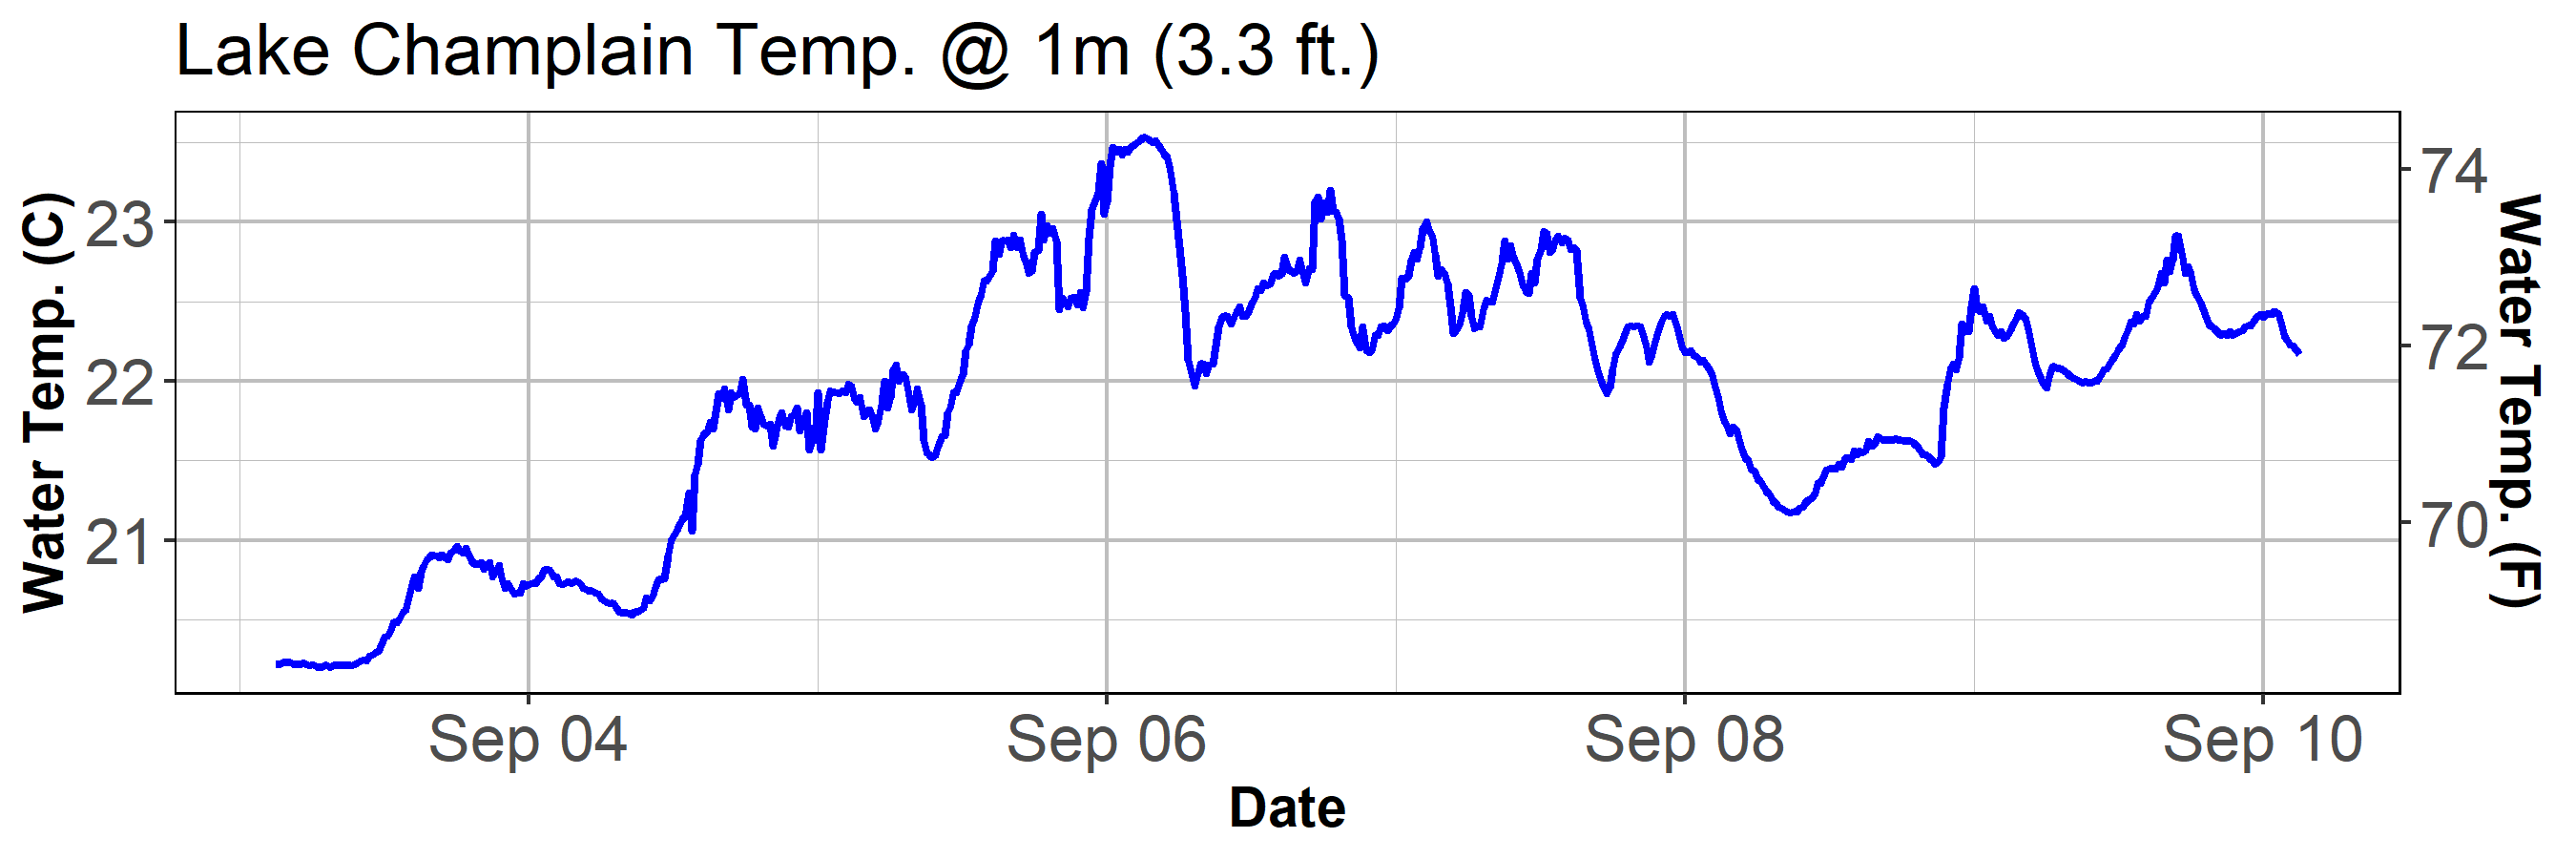 Lake Champlain Temp. @ 1m (3.3 ft.)
Water Temp. (C)
23
22
21
74
72
70
Water Temp. (F)
Sep 04 Sep 06 Sep 08 Sep 10
Date